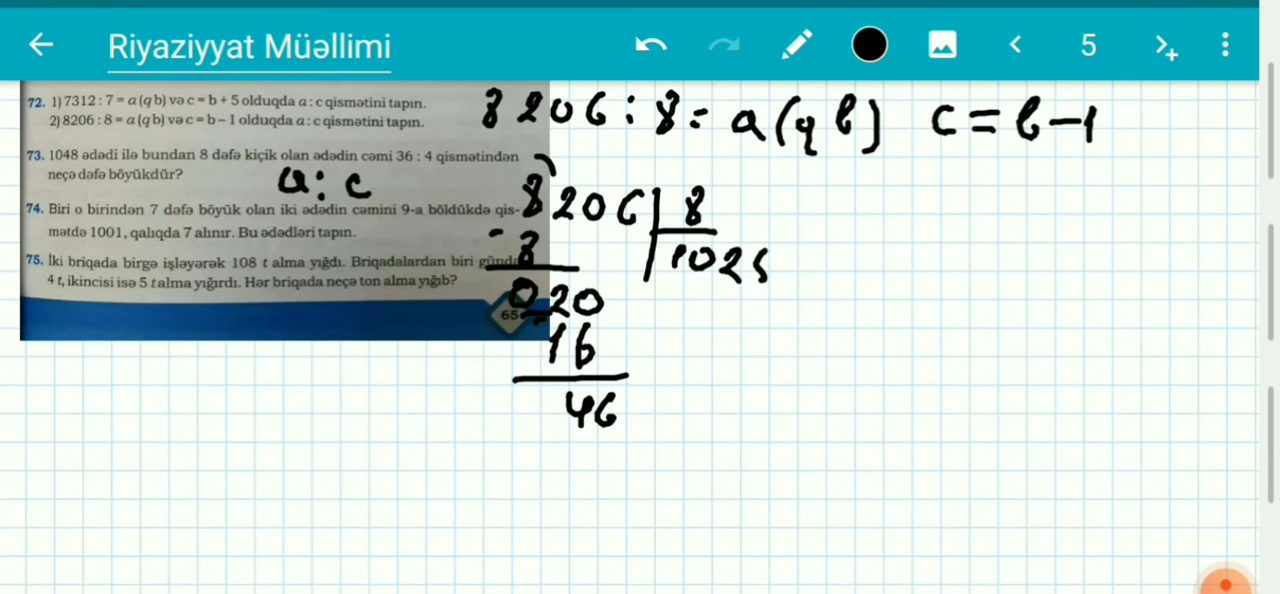 Riyaziyyat Müəllimi
5
72. 1) 7312 : 7 = a (q b) və c = b + 5 olduqda a : c qismətini tapın.
2) 8206 : 8 = a (q b) və c = b – 1 olduqda a : c qismətini tapın.
73. 1048 ədədi ilə bundan 8 dəfə kiçik olan ədədin cəmi 36 : 4 qismətindən
neçə dəfə böyükdür?
74. Biri o birindən 7 dəfə böyük olan iki ədədin cəmini 9-a böldükdə qis-
mətdə 1001, qalıqda 7 alınır. Bu ədədləri tapın.
75. İki briqada birgə işləyərək 108 t alma yığdı. Briqadalardan biri gündə
4 t, ikincisi isə 5 t alma yığırdı. Hər briqada neçə ton alma yığıb?
65
8206 : 8 = a (q b) c = b – 1
a : c
8206 8
- 8 1025
020
- 16
46